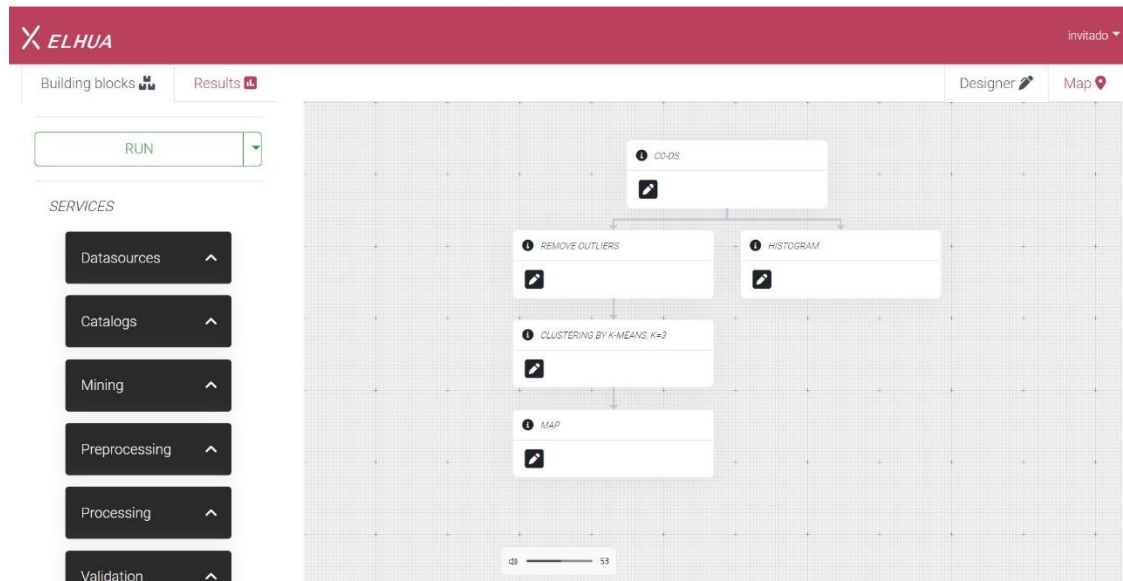 X ELHUA
invitado
Building blocks
Results
Designer
Map
RUN
C0-DS
SERVICES
REMOVE OUTLIERS
HISTOGRAM
Datasources
Catalogs
CLUSTERING BY K-MEANS, K=3
Mining
MAP
Preprocessing
Processing
53
Validation